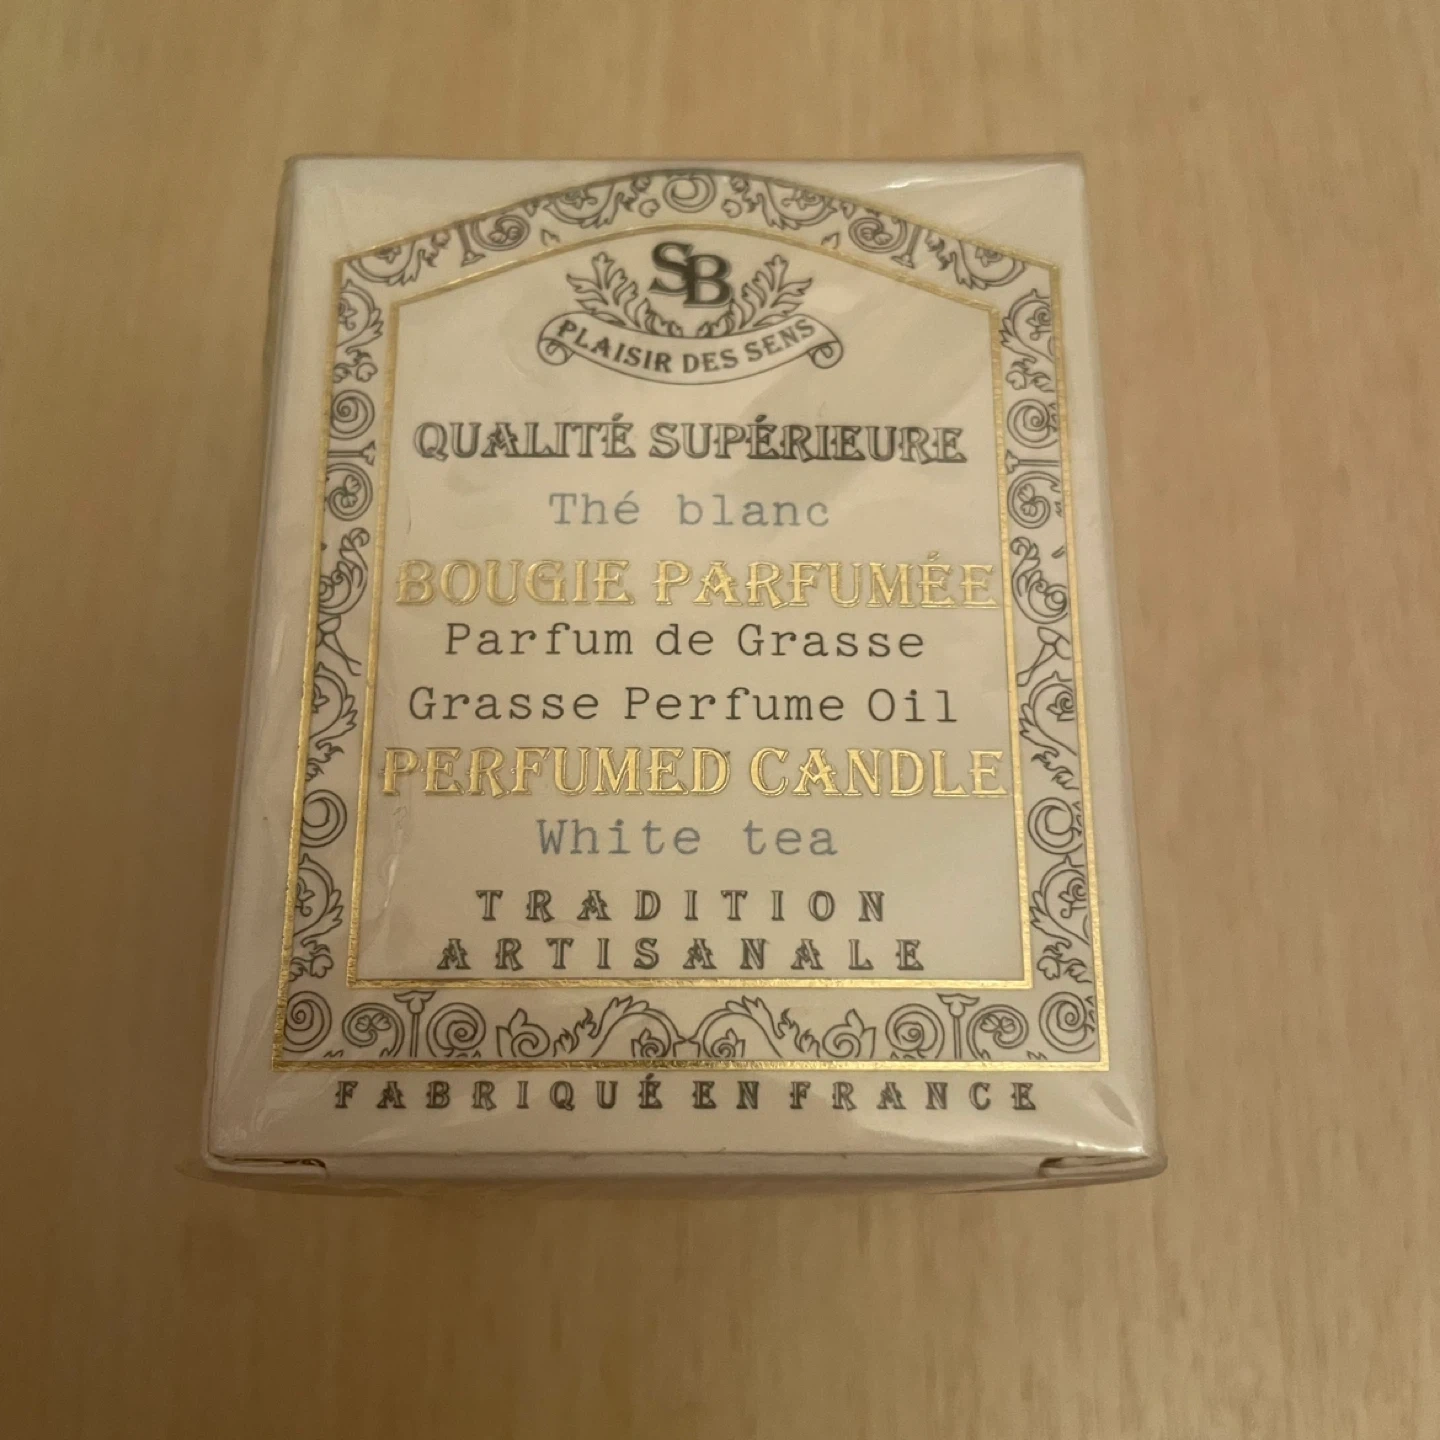 SB
PLAISIR DES SENS
QUALITÉ SUPÉRIEURE
Thé blanc
BOUGIE PARFUMÉE
Parfum de Grasse
Grasse Perfume Oil
PERFUMED CANDLE
White tea
TRADITION
ARTISANALE
FABRIQUÉ EN FRANCE